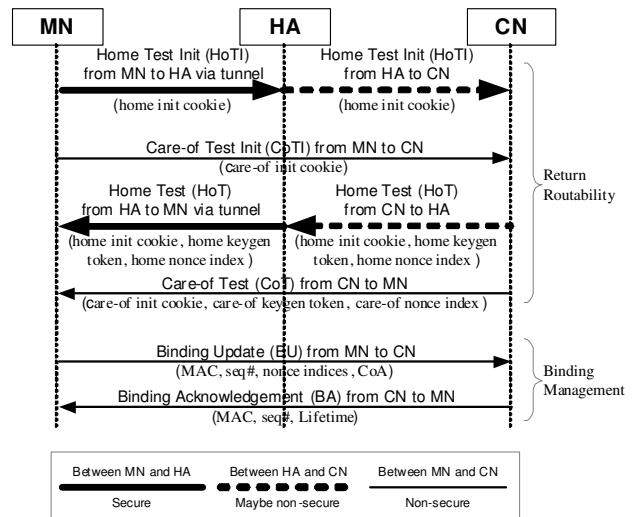 MN HA CN
Home Test Init (HoTI) Home Test Init (HoTI)
from MN to HA via tunnel from HA to CN
(home init cookie) (home init cookie)
Care-of Test Init (CoTI) from MN to CN
(care-of init cookie)
Return
Routability
Home Test (HoT) Home Test (HoT)
from HA to MN via tunnel from CN to HA
(home init cookie, home keygen (home init cookie, home keygen
token, home nonce index) token, home nonce index)
Care-of Test (CoT) from CN to MN
(care-of init cookie, care-of keygen token, care-of nonce index)
Binding Update (BU) from MN to CN
(MAC, seq#, nonce indices, CoA)
Binding
Management
Binding Acknowledgement (BA) from CN to MN
(MAC, seq#, Lifetime)
Between MN and HA Between HA and CN Between MN and CN
Secure Maybe non-secure Non-secure